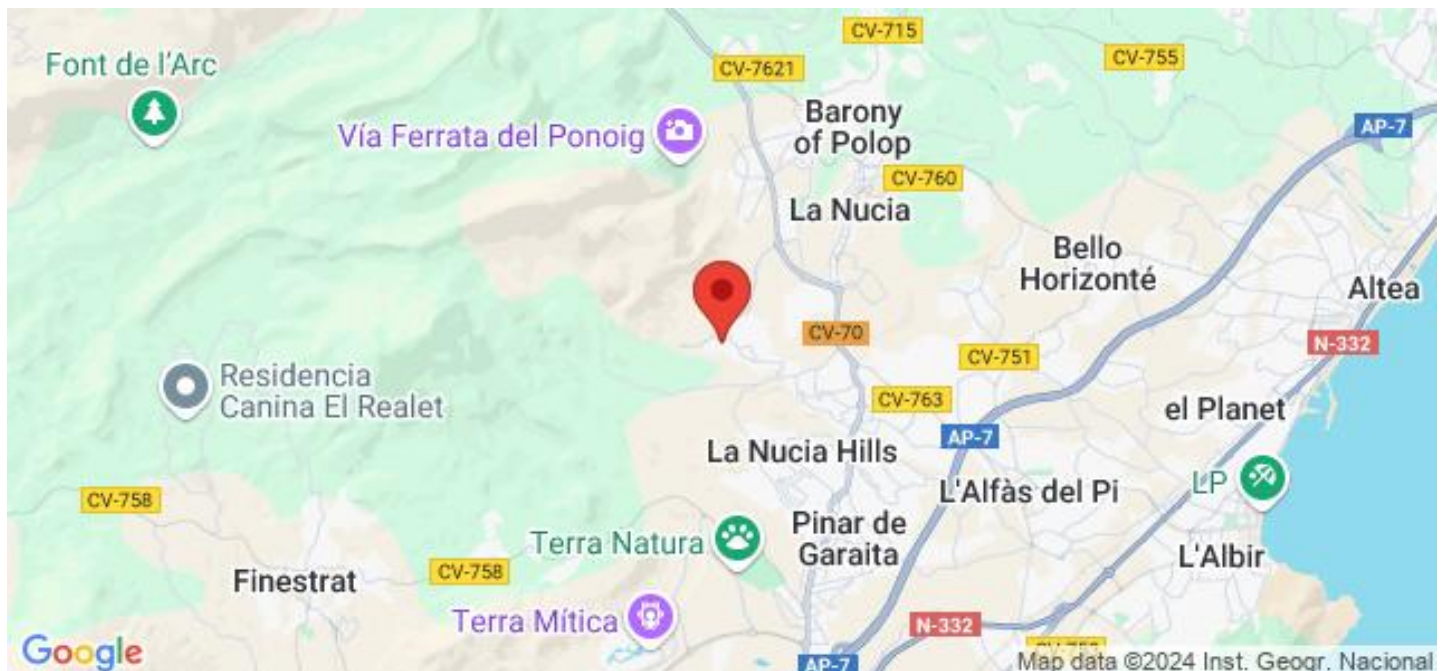 CV-715
CV-755
Font de l'Arc
CV-7621
Barony
of Polop
AP-7
Vía Ferrata del Ponoig
CV-760
La Nucia
Bello
Horizonté
Altea
CV-70
N-332
CV-751
Residencia
Canina El Realet
CV-763
el Planet
AP-7
La Nucia Hills
LP
CV-758
L'Alfàs del Pi
Pinar de
Garaita
Terra Natura
L'Albir
CV-758
Finestrat
Terra Mítica
N-332
Google
AP-7
Map data ©2024 Inst. Geogr. Nacional